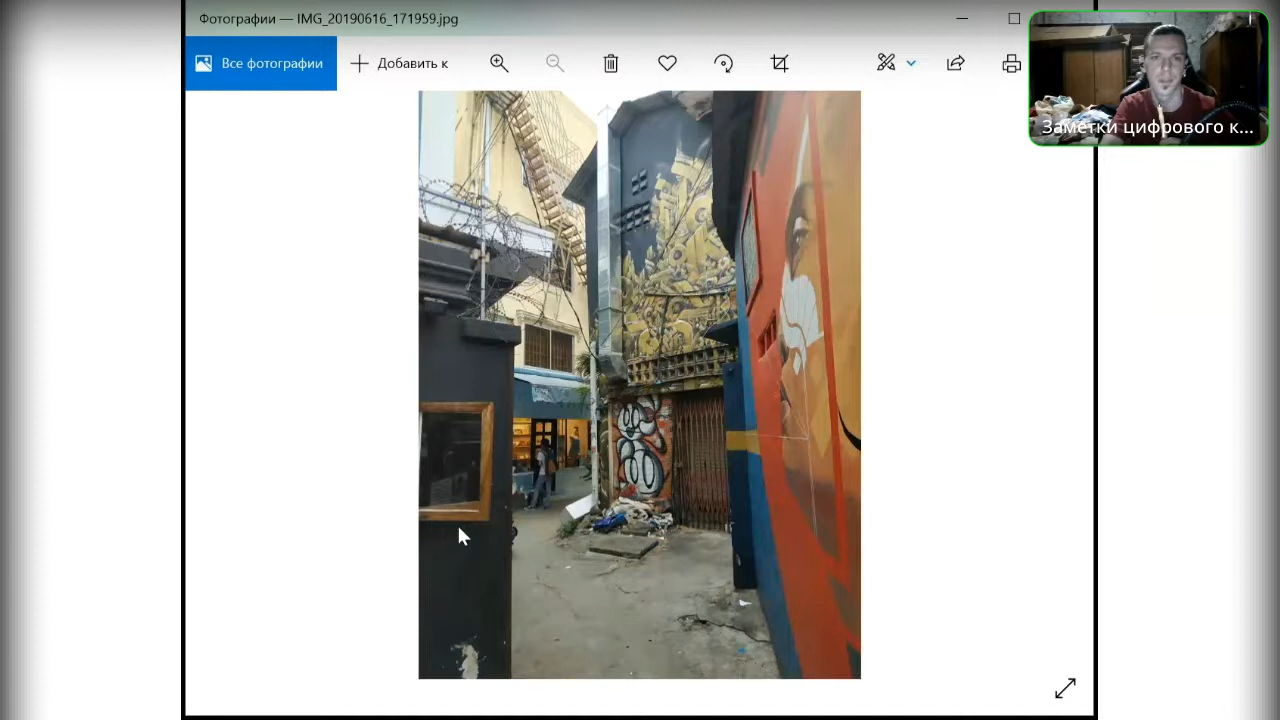 Фотографии — IMG_20190616_171959.jpg
Все фотографии
Добавить к
Заметки цифрового к...